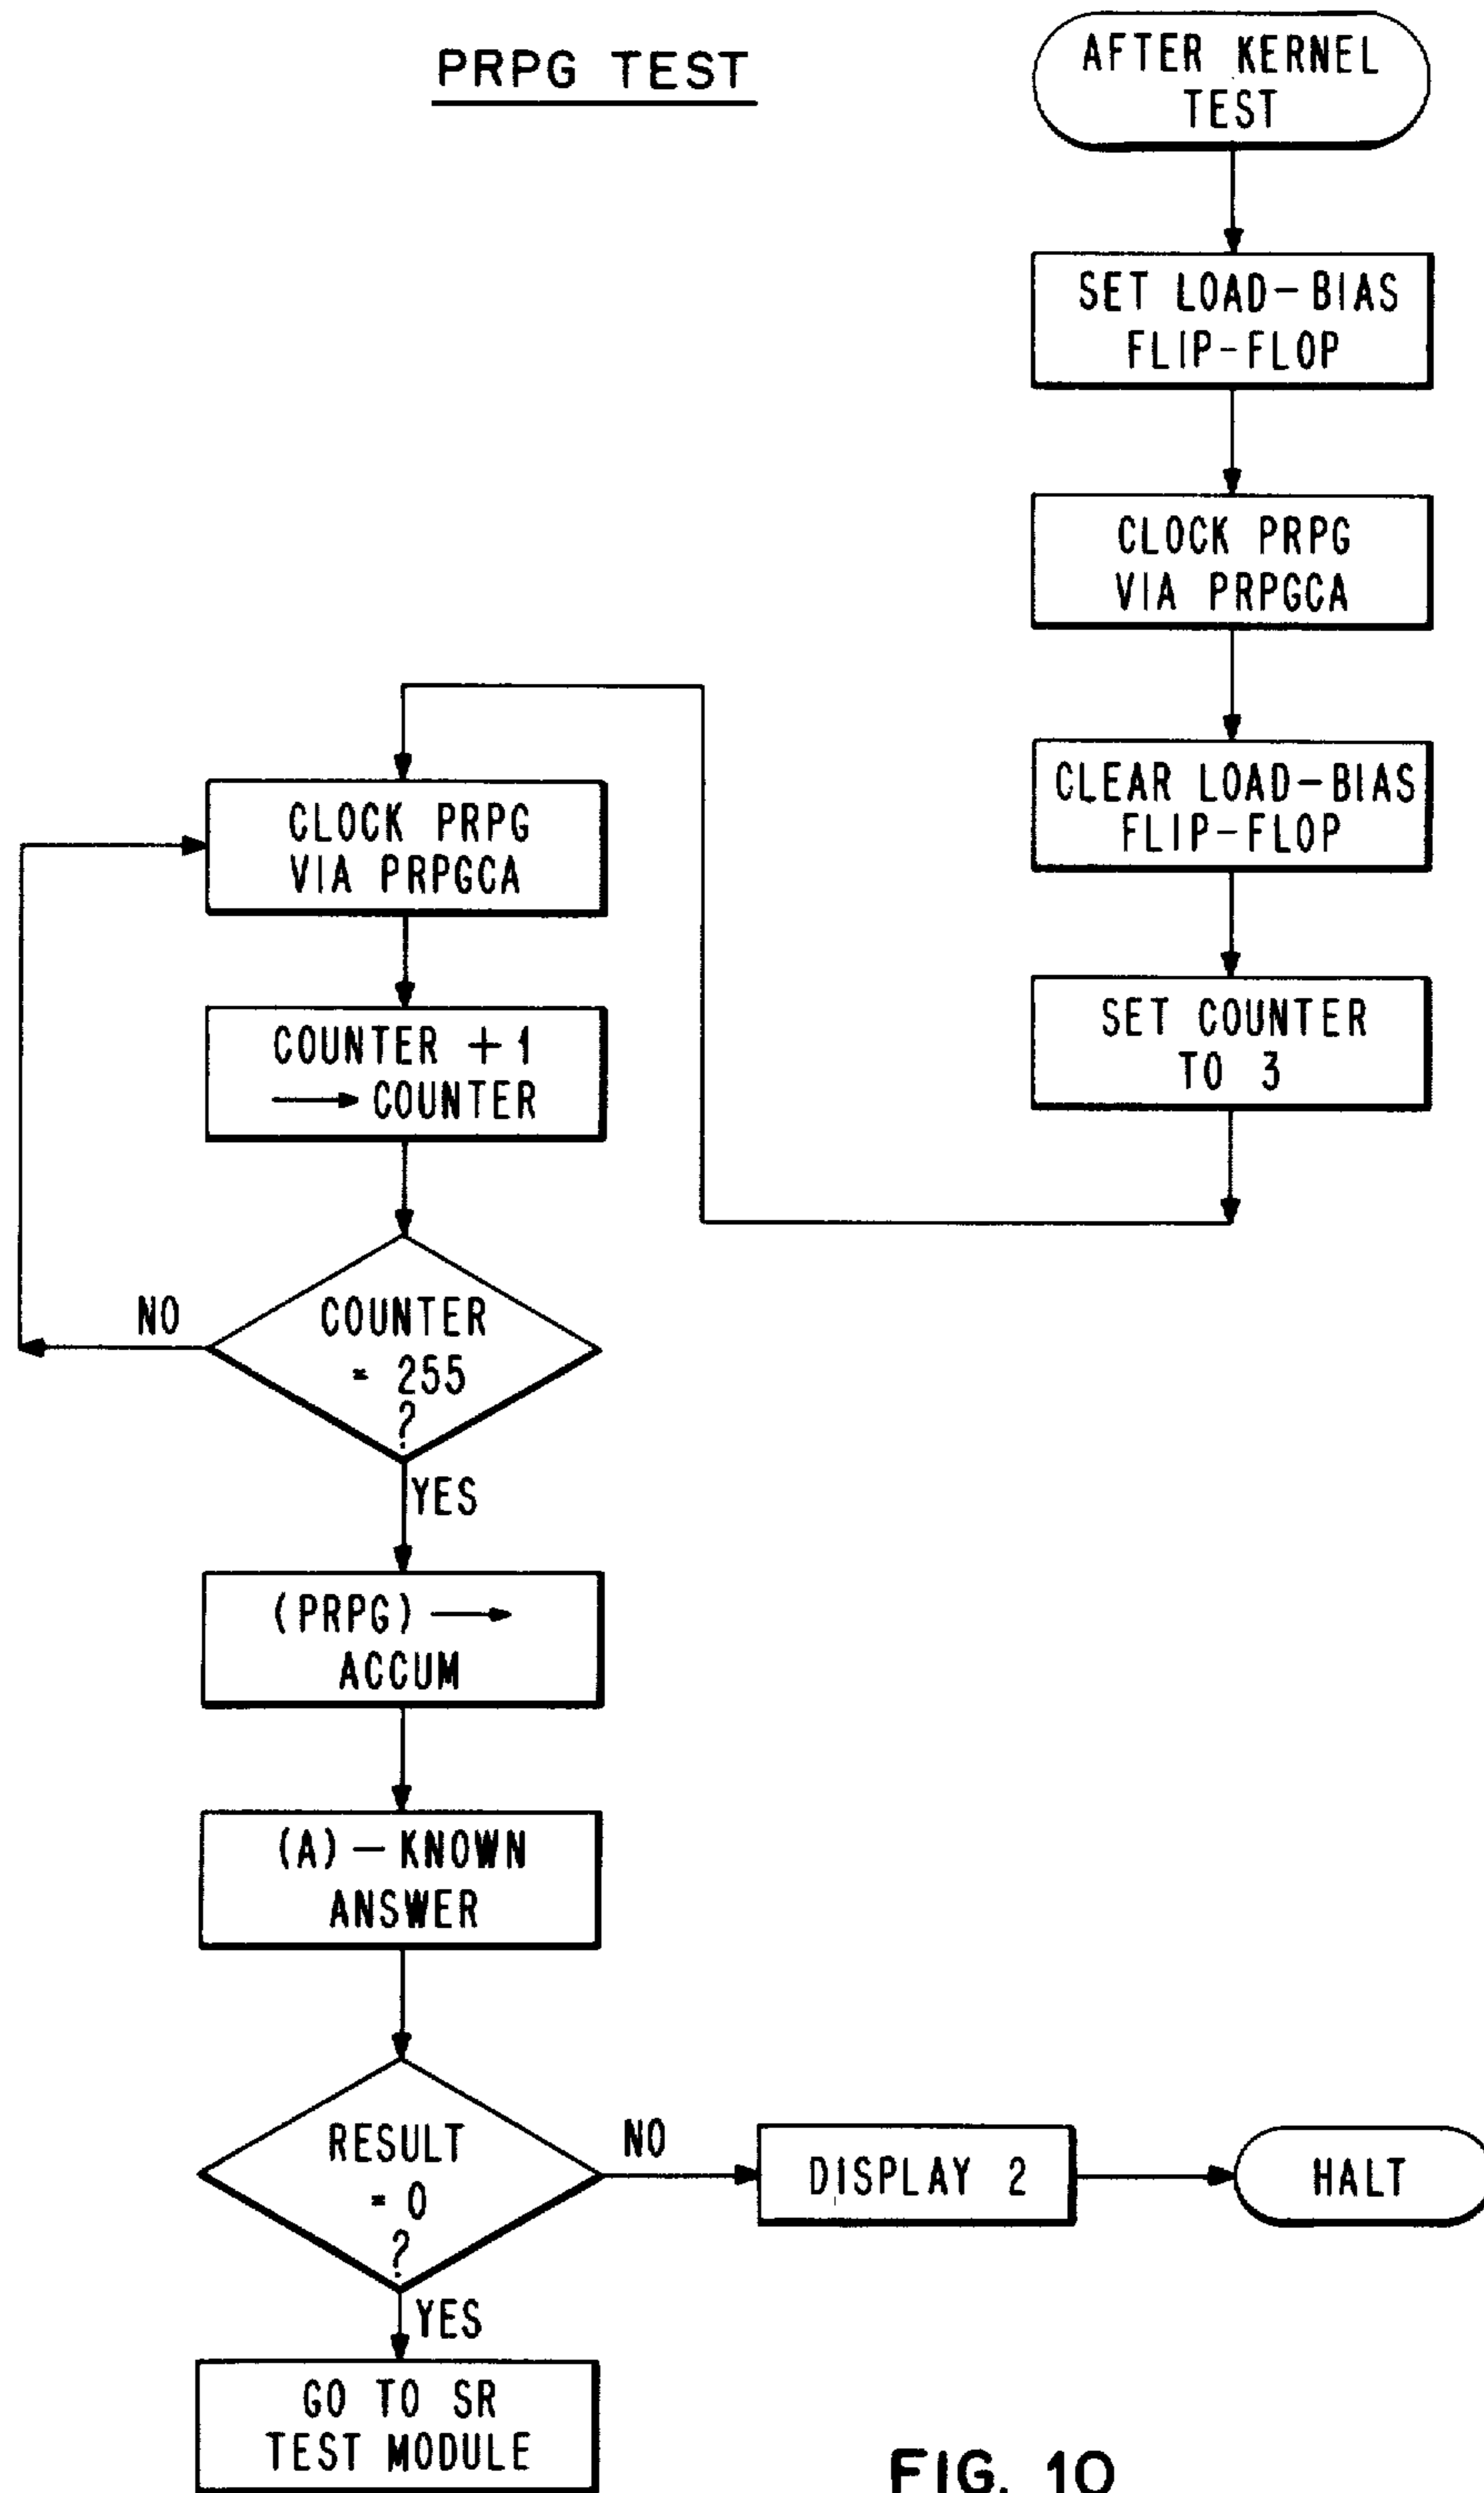 PRPG TEST
AFTER KERNEL
TEST
SET LOAD-BIAS
FLIP-FLOP
CLOCK PRPG
VIA PRPGCA
CLEAR LOAD-BIAS
FLIP-FLOP
SET COUNTER
TO 3
CLOCK PRPG
VIA PRPGCA
COUNTER +1
→ COUNTER
COUNTER
= 255
?
NO
YES
(PRPG) →
ACCUM
(A) – KNOWN
ANSWER
RESULT
= 0
?
NO
DISPLAY 2
HALT
YES
GO TO SR
TEST MODULE
FIG. 10